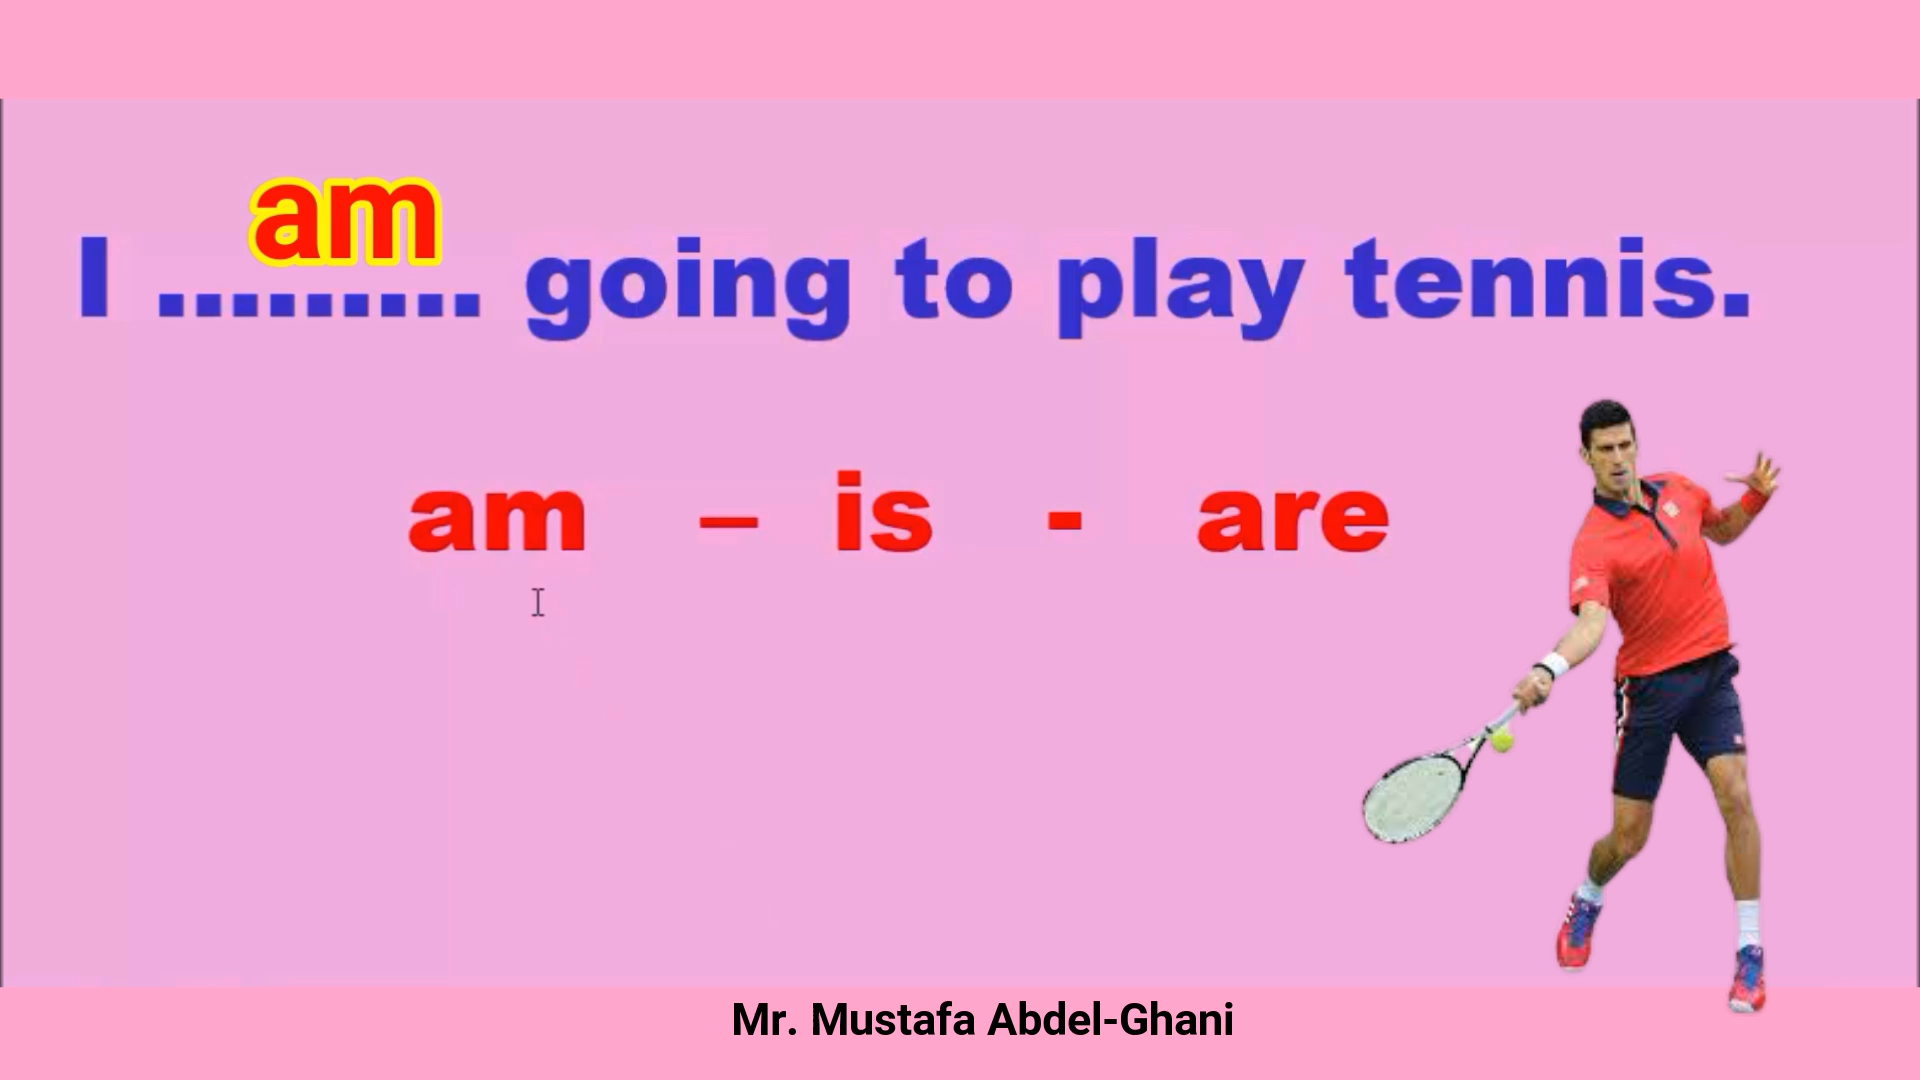 am
I ......... going to play tennis.
am – is - are
Mr. Mustafa Abdel-Ghani